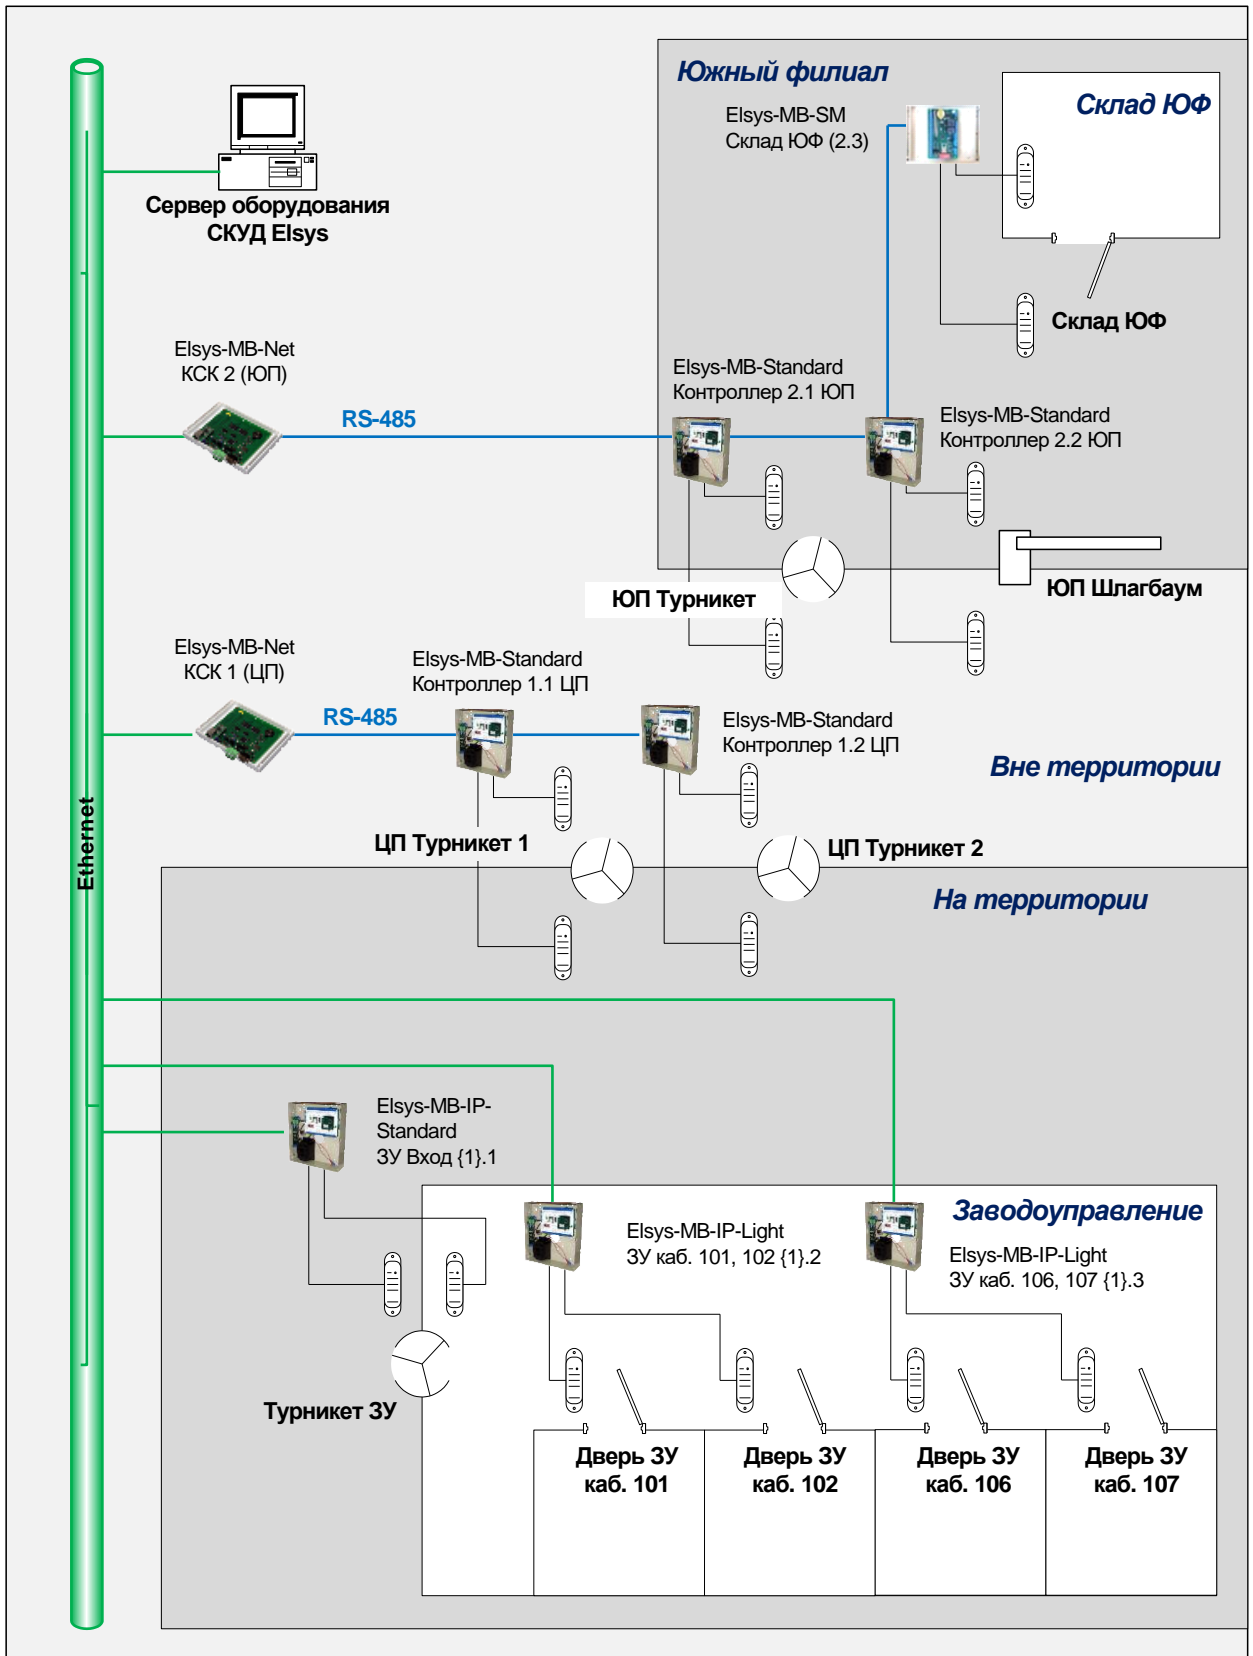 Южный филиал
Elsys-MB-SM
Склад ЮФ (2.3)
Склад ЮФ
Сервер оборудования
СКУД Elsys
Склад ЮФ
Elsys-MB-Net
КСК 2 (ЮП)
RS-485
Elsys-MB-Standard
Контроллер 2.1 ЮП
Elsys-MB-Standard
Контроллер 2.2 ЮП
ЮП Турникет
ЮП Шлагбаум
Elsys-MB-Net
КСК 1 (ЦП)
RS-485
Elsys-MB-Standard
Контроллер 1.1 ЦП
Elsys-MB-Standard
Контроллер 1.2 ЦП
Вне территории
Ethernet
ЦП Турникет 1
ЦП Турникет 2
На территории
Elsys-MB-IP-
Standard
ЗУ Вход {1}.1
Заводоуправление
Elsys-MB-IP-Light
ЗУ каб. 101, 102 {1}.2
Elsys-MB-IP-Light
ЗУ каб. 106, 107 {1}.3
Турникет ЗУ
Дверь ЗУ
каб. 101
Дверь ЗУ
каб. 102
Дверь ЗУ
каб. 106
Дверь ЗУ
каб. 107